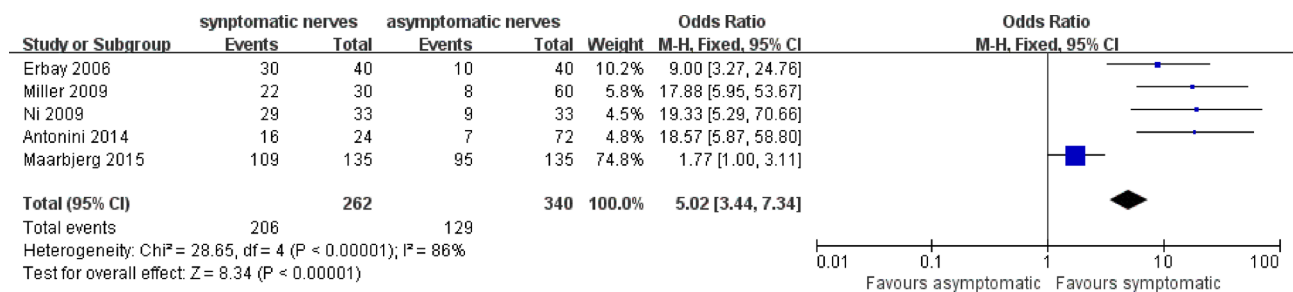 synptomatic nerves asymptomatic nerves Odds Ratio Odds Ratio
Study or Subgroup Events Total Events Total Weight M-H, Fixed, 95% CI M-H, Fixed, 95% CI
Erbay 2006 30 40 10 40 10.2% 9.00 [3.27, 24.76]
Miller 2009 22 30 8 60 5.8% 17.88 [5.95, 53.67]
Ni 2009 29 33 9 33 4.5% 19.33 [5.29, 70.66]
Antonini 2014 16 24 7 72 4.8% 18.57 [5.87, 58.80]
Maarbjerg 2015 109 135 95 135 74.8% 1.77 [1.00, 3.11]
Total (95% CI) 262 340 100.0% 5.02 [3.44, 7.34]
Total events 206 129
Heterogeneity: Chi² = 28.65, df = 4 (P < 0.00001); I² = 86%
Test for overall effect: Z = 8.34 (P < 0.00001)
0.01 0.1 1 10 100
Favours asymptomatic Favours symptomatic